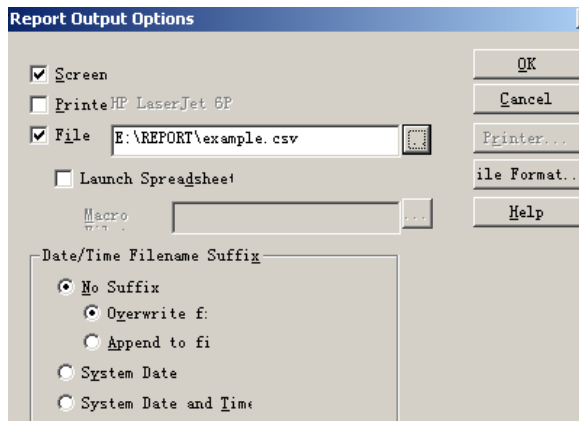 Report Output Options
Screen
OK
Printe HP LaserJet 6P
Cancel
File E:\REPORT\example.csv ..
Printer...
Launch Spreadsheet
ile Format..
Macro ...
Help
Date/Time Filename Suffix
No Suffix
Overwrite f:
Append to fi
System Date
System Date and Time